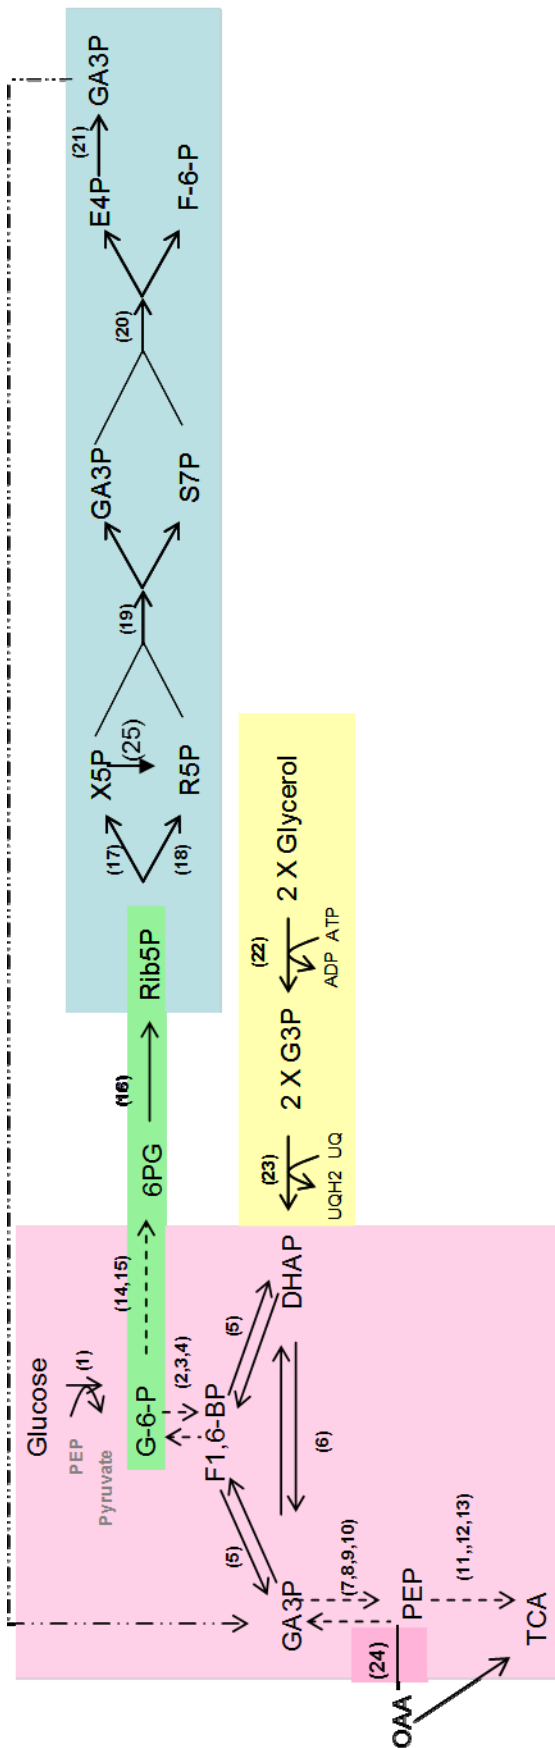 Glucose
PEP
Pyruvate
(1)
G-6-P
(14,15)
6PG
(16)
Rib5P
(2,3,4)
F1,6-BP
(5)
(5)
GA3P
DHAP
(6)
(7,8,9,10)
PEP
(24)
OAA
(11,,12,13)
TCA
(17)
(18)
X5P
(25)
R5P
(19)
GA3P
S7P
(20)
E4P
(21)
GA3P
F-6-P
(23)
UQH2
UQ
2 X G3P
(22)
ADP
ATP
2 X Glycerol